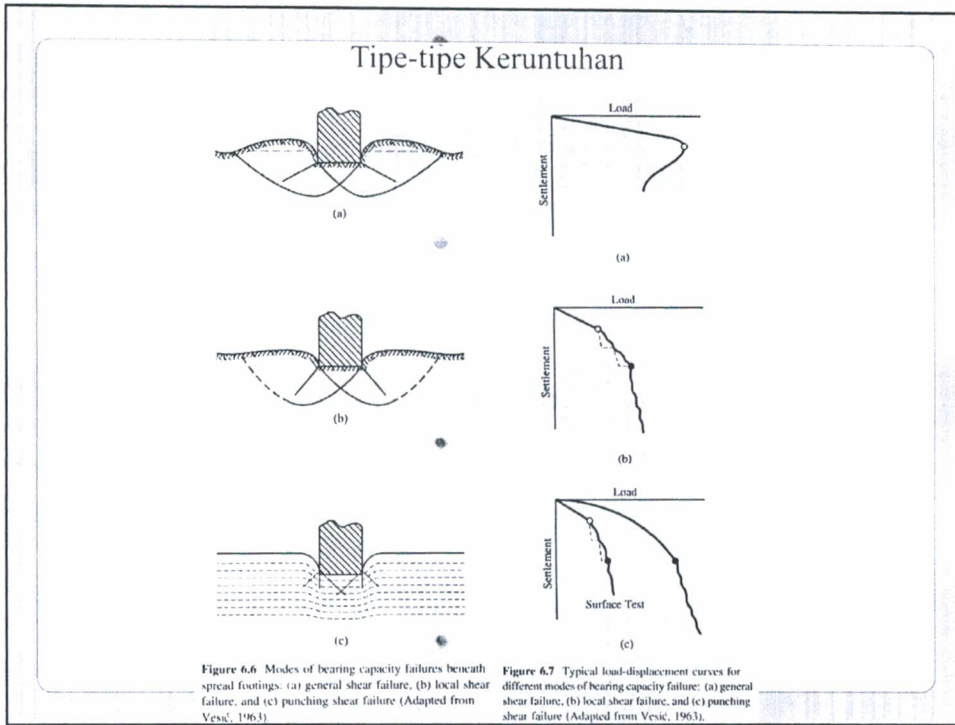 Tipe-tipe Keruntuhan
(a)
Load
Settlement
(a)
(b)
Load
Settlement
(b)
(c)
Load
Settlement
Surface Test
(c)
Figure 6.6 Modes of bearing capacity failures beneath
spread footings: (a) general shear failure, (b) local shear
failure, and (c) punching shear failure (Adapted from
Vesić, 1963).
Figure 6.7 Typical load-displacement curves for
different modes of bearing capacity failure: (a) general
shear failure, (b) local shear failure, and (c) punching
shear failure (Adapted from Vesić, 1963).